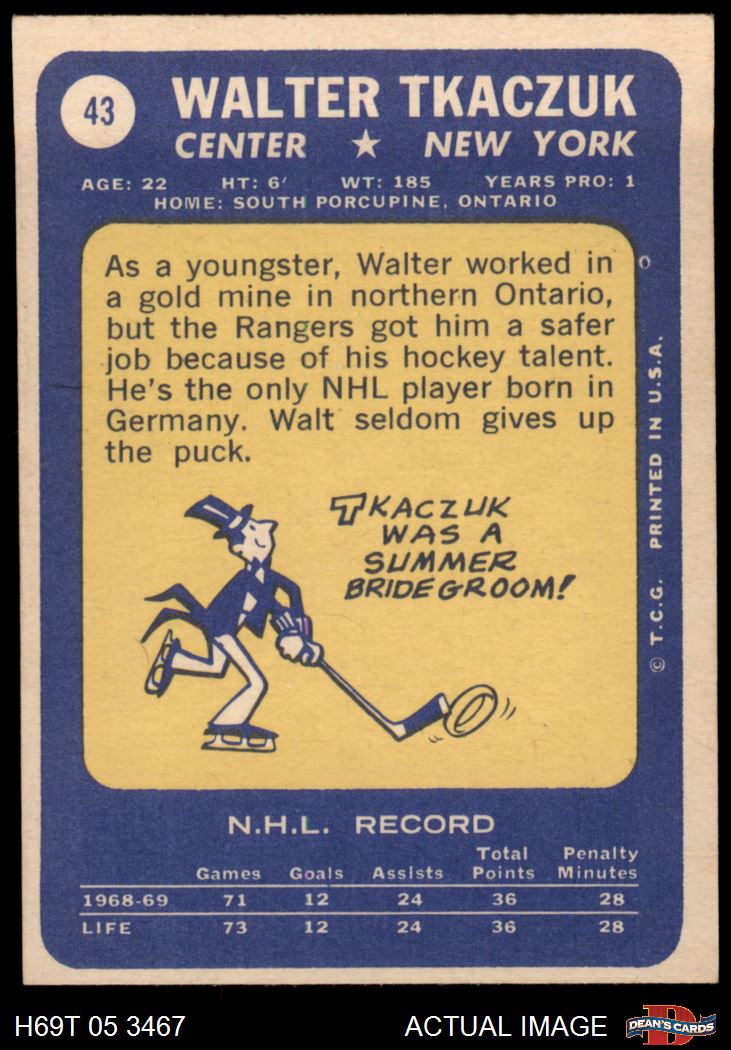 43
WALTER TKACZUK
CENTER ★ NEW YORK
AGE: 22 HT: 6' WT: 185 YEARS PRO: 1
HOME: SOUTH PORCUPINE, ONTARIO
As a youngster, Walter worked in
a gold mine in northern Ontario,
but the Rangers got him a safer
job because of his hockey talent.
He's the only NHL player born in
Germany. Walt seldom gives up
the puck.
TKACZUK
WAS A
SUMMER
BRIDEGROOM!
© T.C.G. PRINTED IN U.S.A.
N.H.L. RECORD
Games Goals Assists Total Points Penalty Minutes
1968-69 71 12 24 36 28
LIFE 73 12 24 36 28
H69T 05 3467 ACTUAL IMAGE
D
DEAN'S CARDS